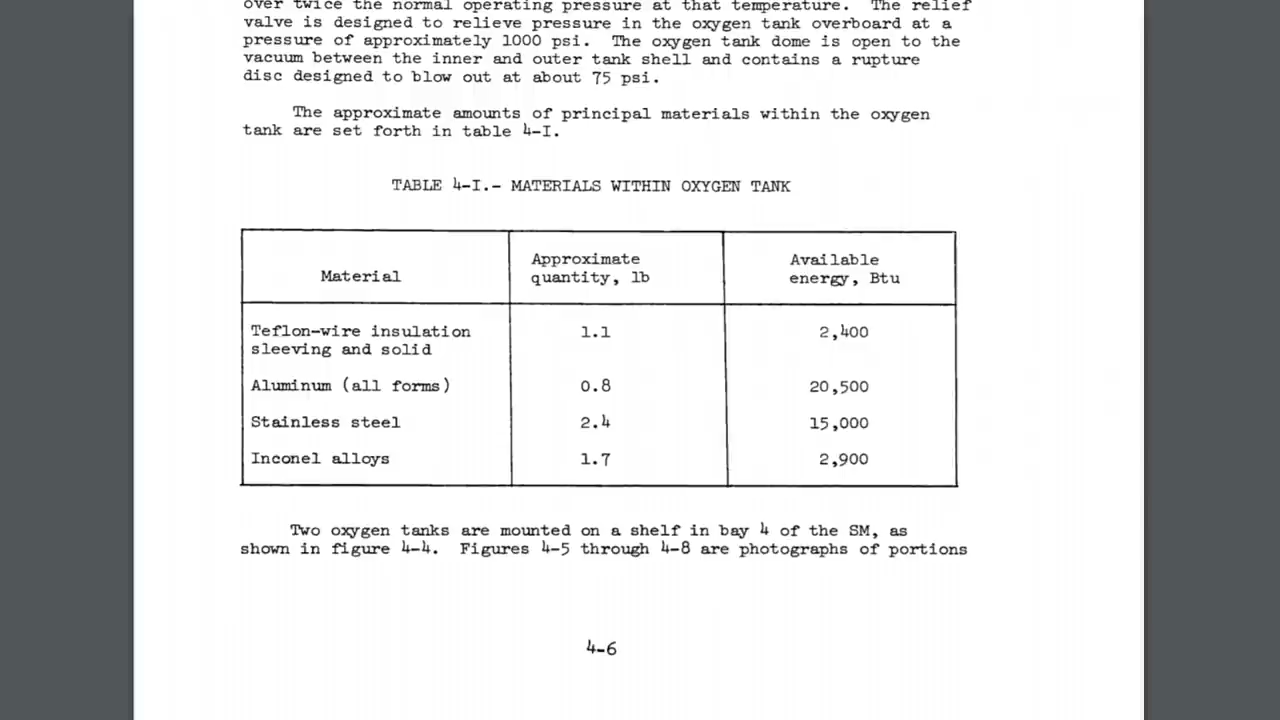 over twice the normal operating pressure at that temperature. The relief
valve is designed to relieve pressure in the oxygen tank overboard at a
pressure of approximately 1000 psi. The oxygen tank dome is open to the
vacuum between the inner and outer tank shell and contains a rupture
disc designed to blow out at about 75 psi.
The approximate amounts of principal materials within the oxygen
tank are set forth in table 4-I.
TABLE 4-I.- MATERIALS WITHIN OXYGEN TANK
Material
Approximate
quantity, lb
Available
energy, Btu
Teflon-wire insulation
sleeving and solid
1.1
2,400
Aluminum (all forms)
0.8
20,500
Stainless steel
2.4
15,000
Inconel alloys
1.7
2,900
Two oxygen tanks are mounted on a shelf in bay 4 of the SM, as
shown in figure 4-4. Figures 4-5 through 4-8 are photographs of portions
4-6